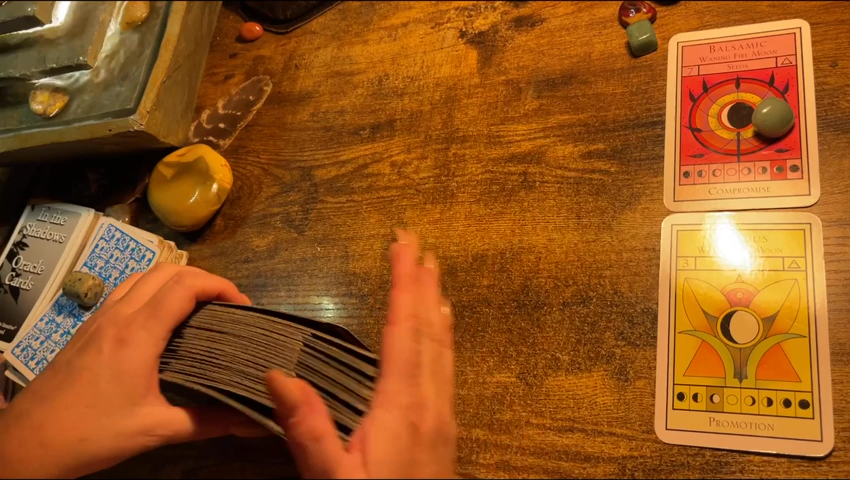 In the
Shadows
Oracle
Cards
BALSAMIC
WANING FIRE MOON
7 SEEDS
COMPROMISE
3
PROMOTION